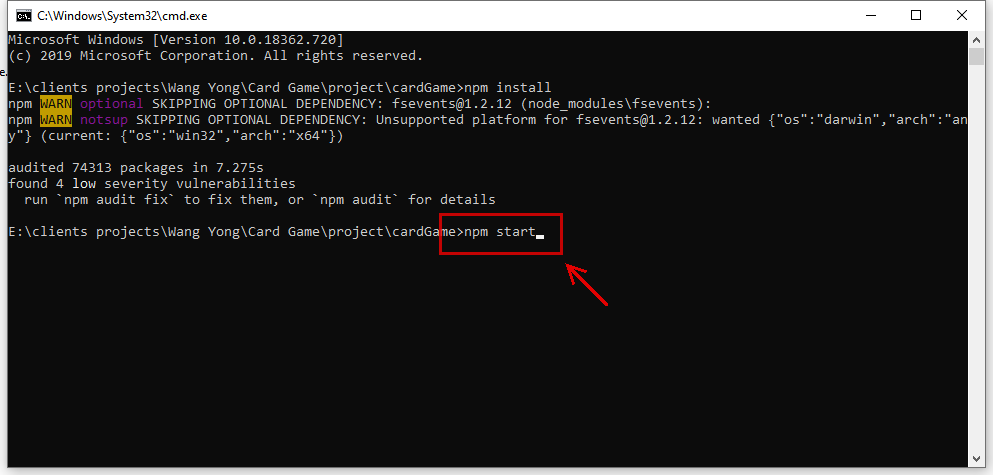 C:\Windows\System32\cmd.exe
Microsoft Windows [Version 10.0.18362.720]
(c) 2019 Microsoft Corporation. All rights reserved.
e.
E:\clients projects\Wang Yong\Card Game\project\cardGame>npm install
npm WARN optional SKIPPING OPTIONAL DEPENDENCY: fsevents@1.2.12 (node_modules\fsevents):
npm WARN notsup SKIPPING OPTIONAL DEPENDENCY: Unsupported platform for fsevents@1.2.12: wanted {"os":"darwin","arch":"an
y"} (current: {"os":"win32","arch":"x64"})
audited 74313 packages in 7.275s
found 4 low severity vulnerabilities
run `npm audit fix` to fix them, or `npm audit` for details
E:\clients projects\Wang Yong\Card Game\project\cardGame>npm start